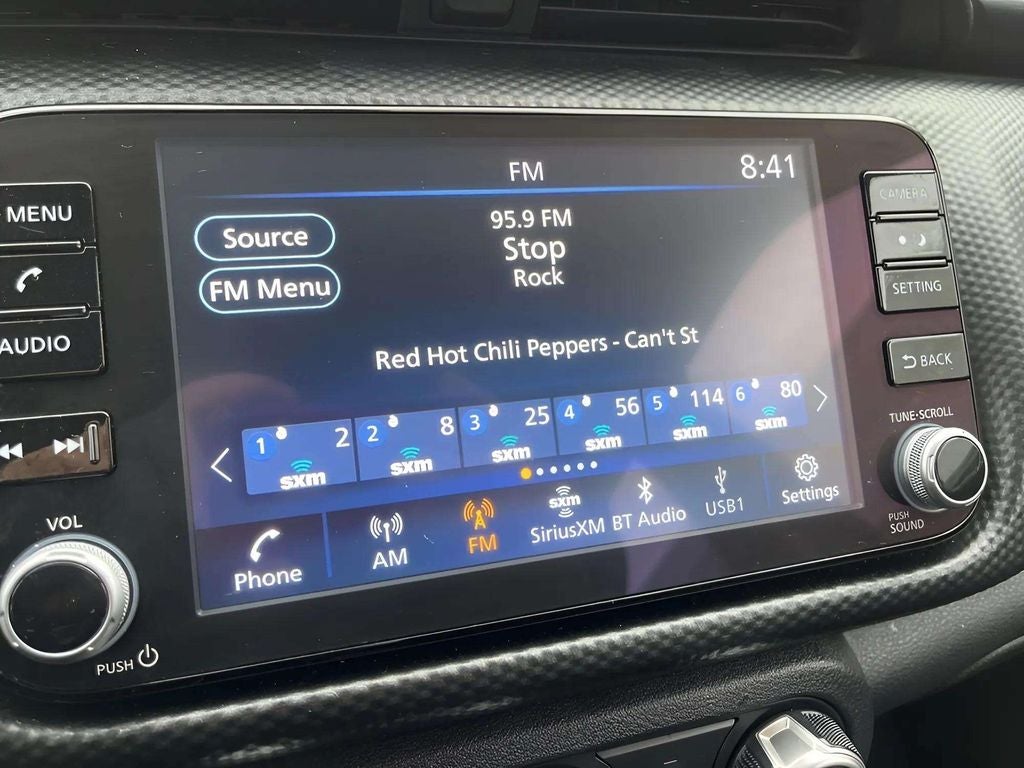 FM
8:41
MENU
CAMERA
Source
95.9 FM
Stop
Rock
FM Menu
SETTING
AUDIO
Red Hot Chili Peppers - Can't St
BACK
1 2
sxm
2 8
sxm
3 25
sxm
4 56
sxm
5 114
sxm
6 80
sxm
TUNE·SCROLL
VOL
Phone
AM
FM
sxm
SiriusXM
BT Audio
USB1
Settings
PUSH
SOUND
PUSH